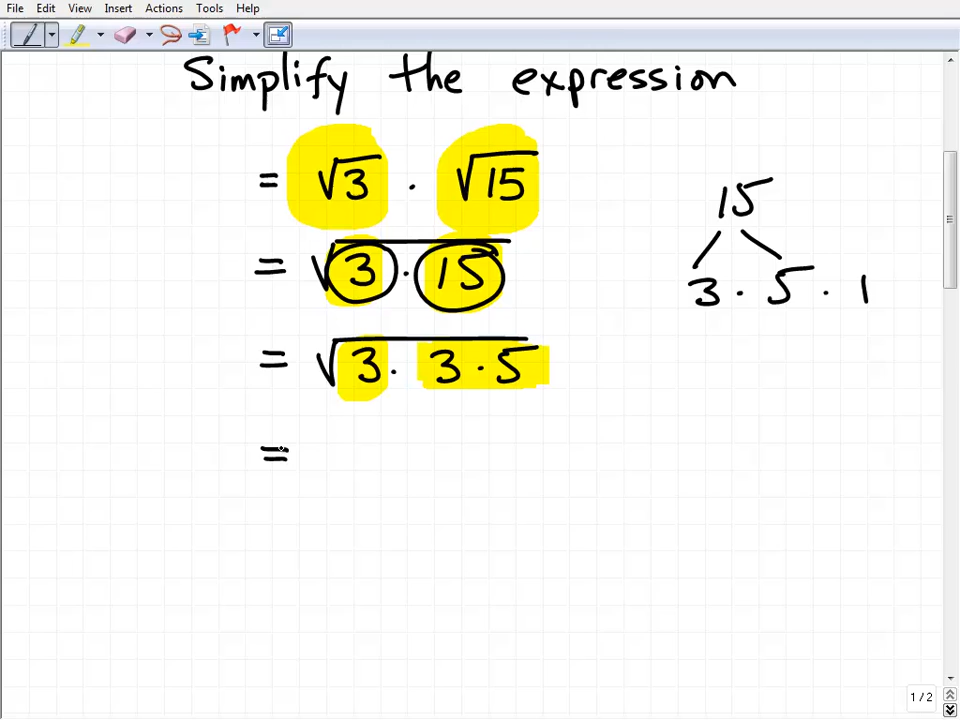 File Edit View Insert Actions Tools Help
Simplify the expression
= √3 · √15
= √3 · 15
= √3 · 3 · 5
=
15
3 · 5 · 1
1 / 2